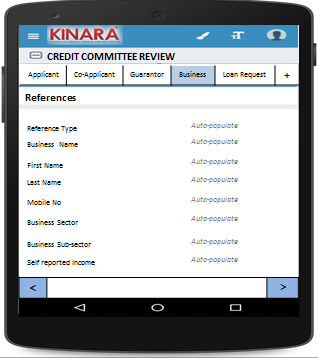 KINARA
CREDIT COMMITTEE REVIEW
Applicant Co-Applicant Guarantor Business Loan Request +
References
Reference Type Auto-populate
Business Name Auto-populate
First Name Auto-populate
Last Name Auto-populate
Mobile No Auto-populate
Business Sector Auto-populate
Business Sub-sector Auto-populate
Self reported Income Auto-populate
< >